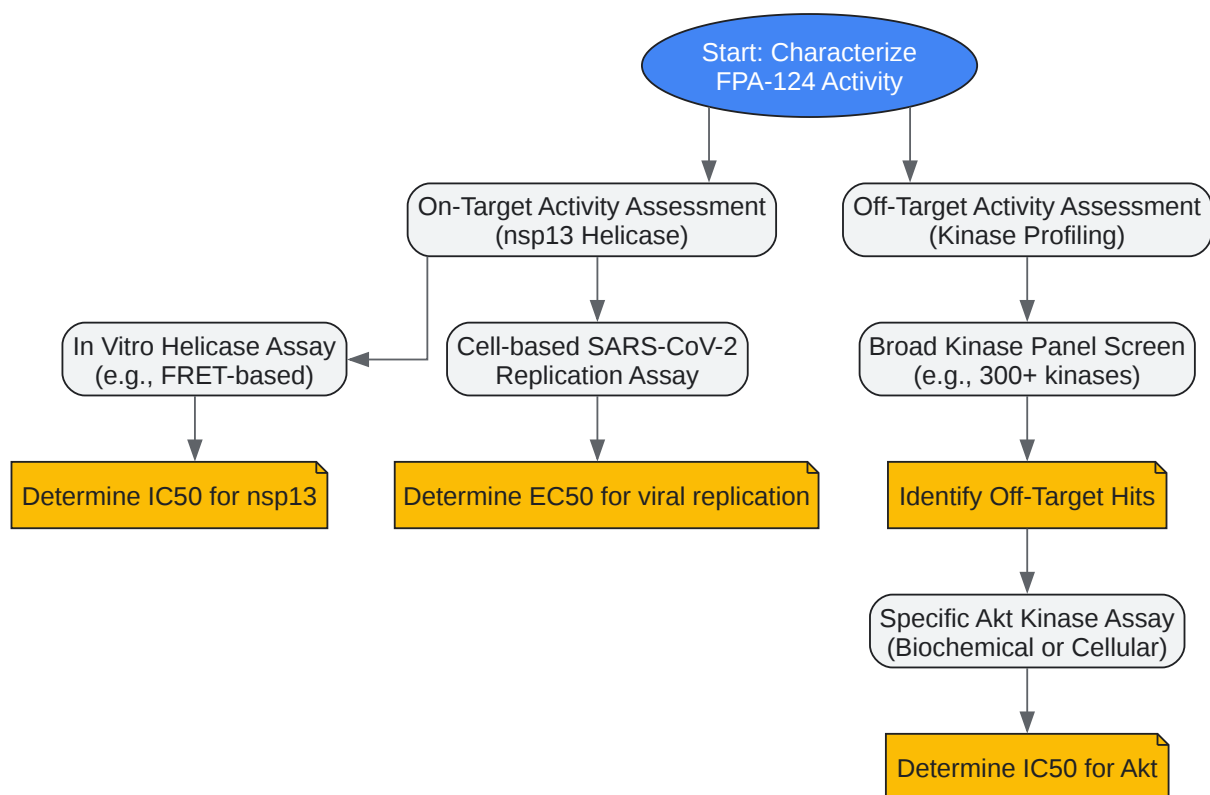 Start: Characterize
FPA-124 Activity
On-Target Activity Assessment
(nsp13 Helicase)
Off-Target Activity Assessment
(Kinase Profiling)
In Vitro Helicase Assay
(e.g., FRET-based)
Cell-based SARS-CoV-2
Replication Assay
Broad Kinase Panel Screen
(e.g., 300+ kinases)
Determine IC50 for nsp13
Determine EC50 for viral replication
Identify Off-Target Hits
Specific Akt Kinase Assay
(Biochemical or Cellular)
Determine IC50 for Akt